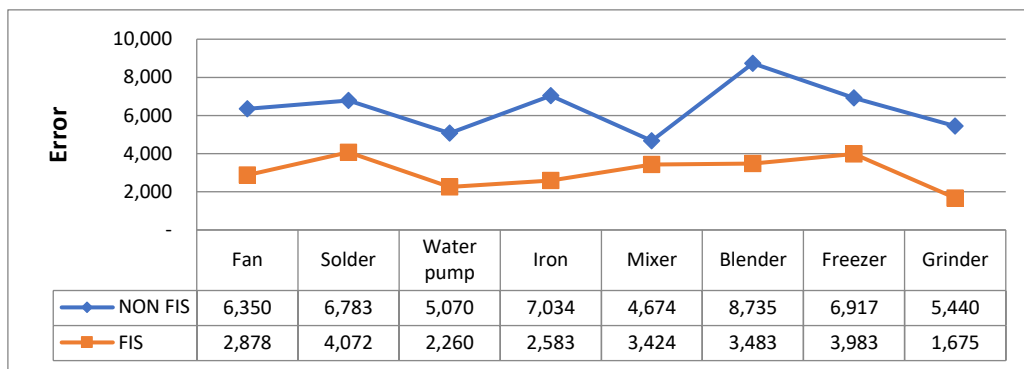 10,000
8,000
6,000
4,000
2,000
-
Error
Fan Solder Water pump Iron Mixer Blender Freezer Grinder
NON FIS 6,350 6,783 5,070 7,034 4,674 8,735 6,917 5,440
FIS 2,878 4,072 2,260 2,583 3,424 3,483 3,983 1,675